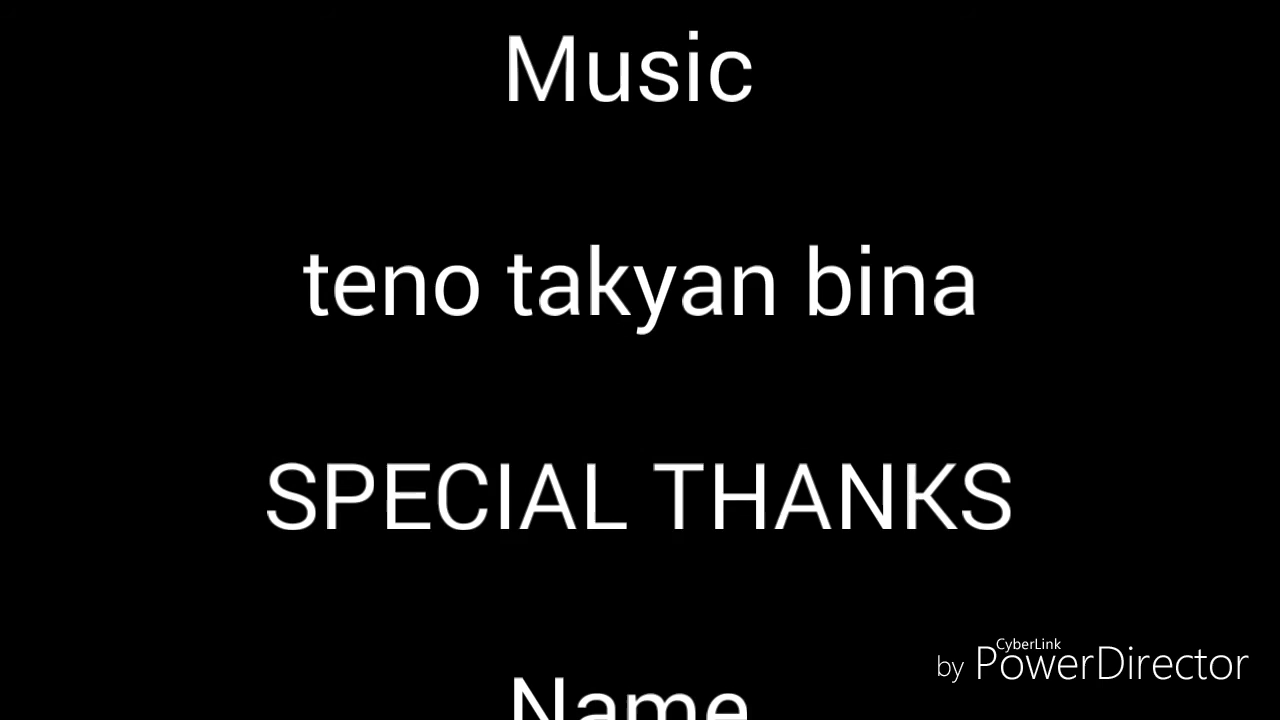 Music
teno takyan bina
SPECIAL THANKS
Name
by CyberLink PowerDirector